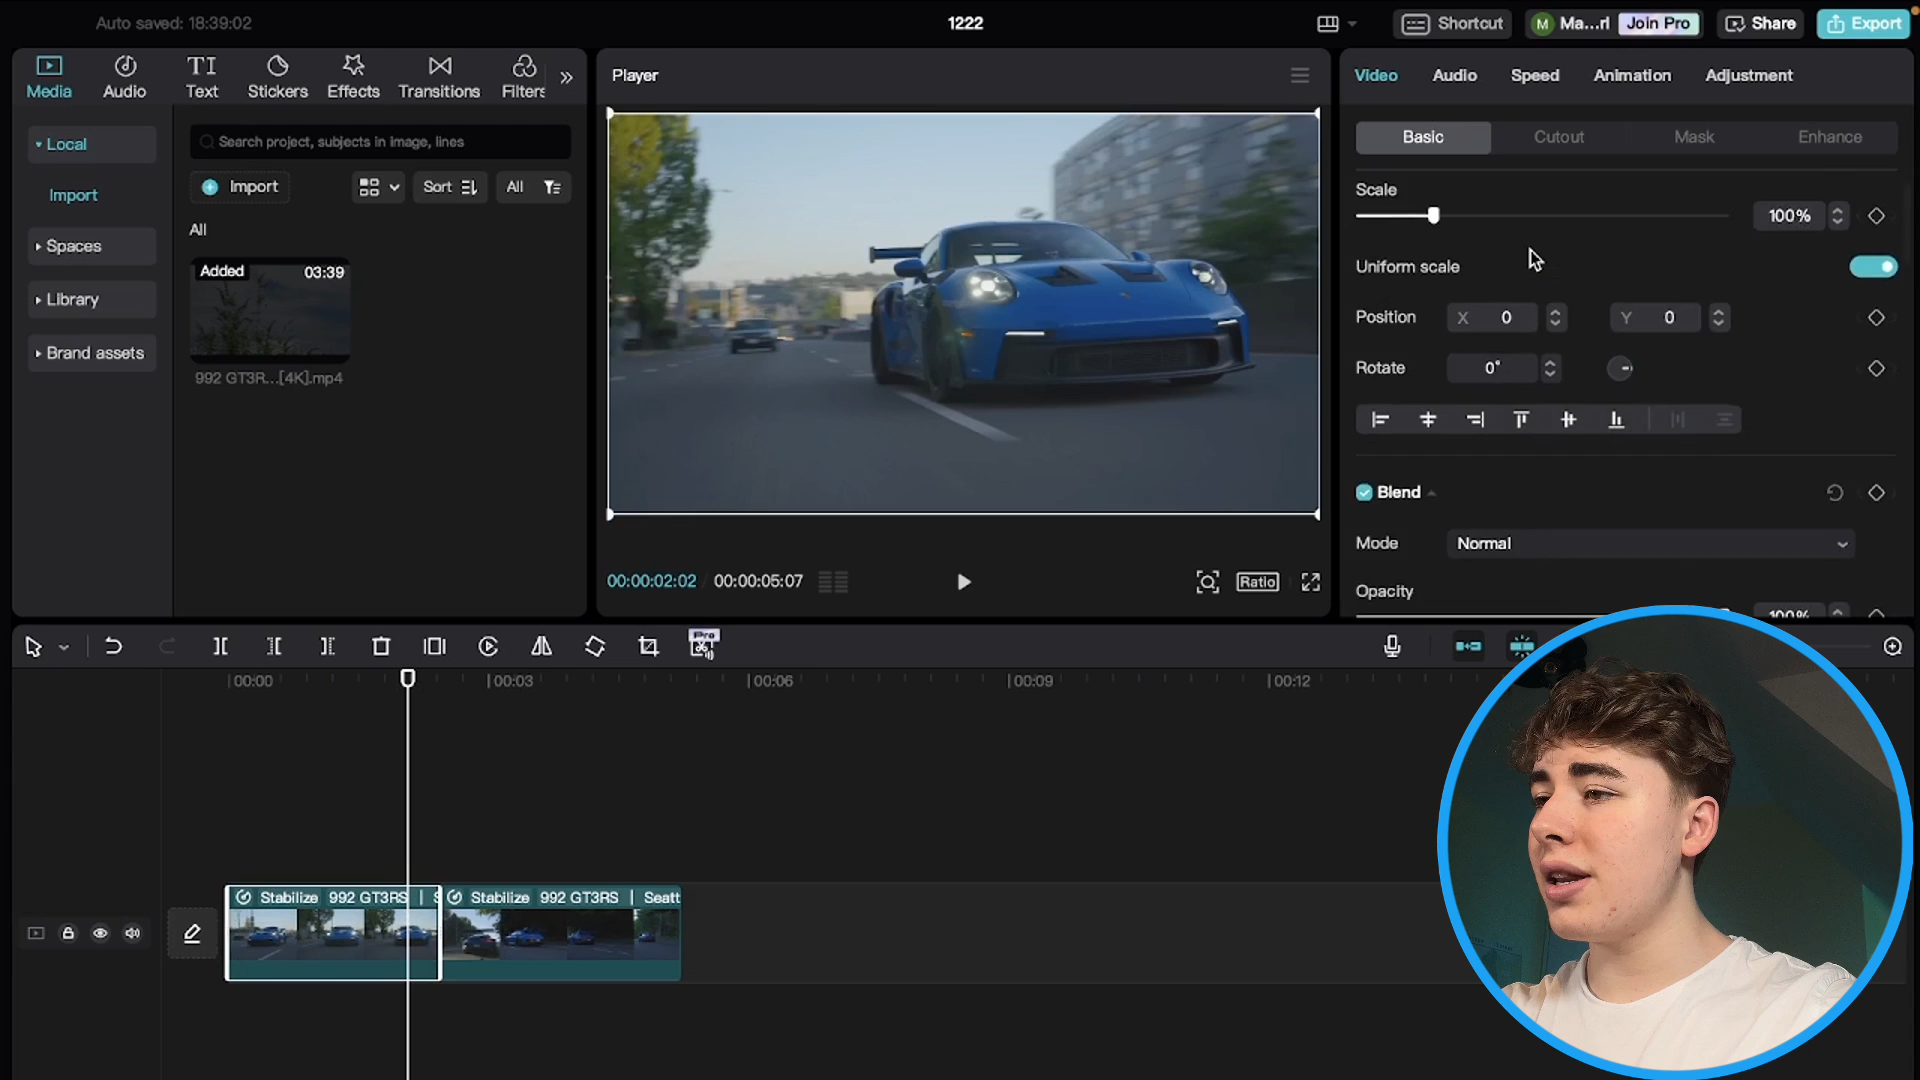 Auto saved: 18:39:02
1222
Shortcut
M
Ma...rl
Join Pro
Share
Export
Media
Audio
TI
Text
Stickers
Effects
Transitions
Filters
Local
Import
Spaces
Library
Brand assets
Search project, subjects in image, lines
Import
Sort
All
All
Added
03:39
992 GT3R...[4K].mp4
Player
00:00:02:02 / 00:00:05:07
Ratio
Video
Audio
Speed
Animation
Adjustment
Basic
Cutout
Mask
Enhance
Scale
100%
Uniform scale
Position X 0 Y 0
Rotate 0°
Blend
Mode Normal
Opacity
100%
Pro
00:00
00:03
00:06
00:09
00:12
Stabilize 992 GT3RS | S
Stabilize 992 GT3RS | Seatt